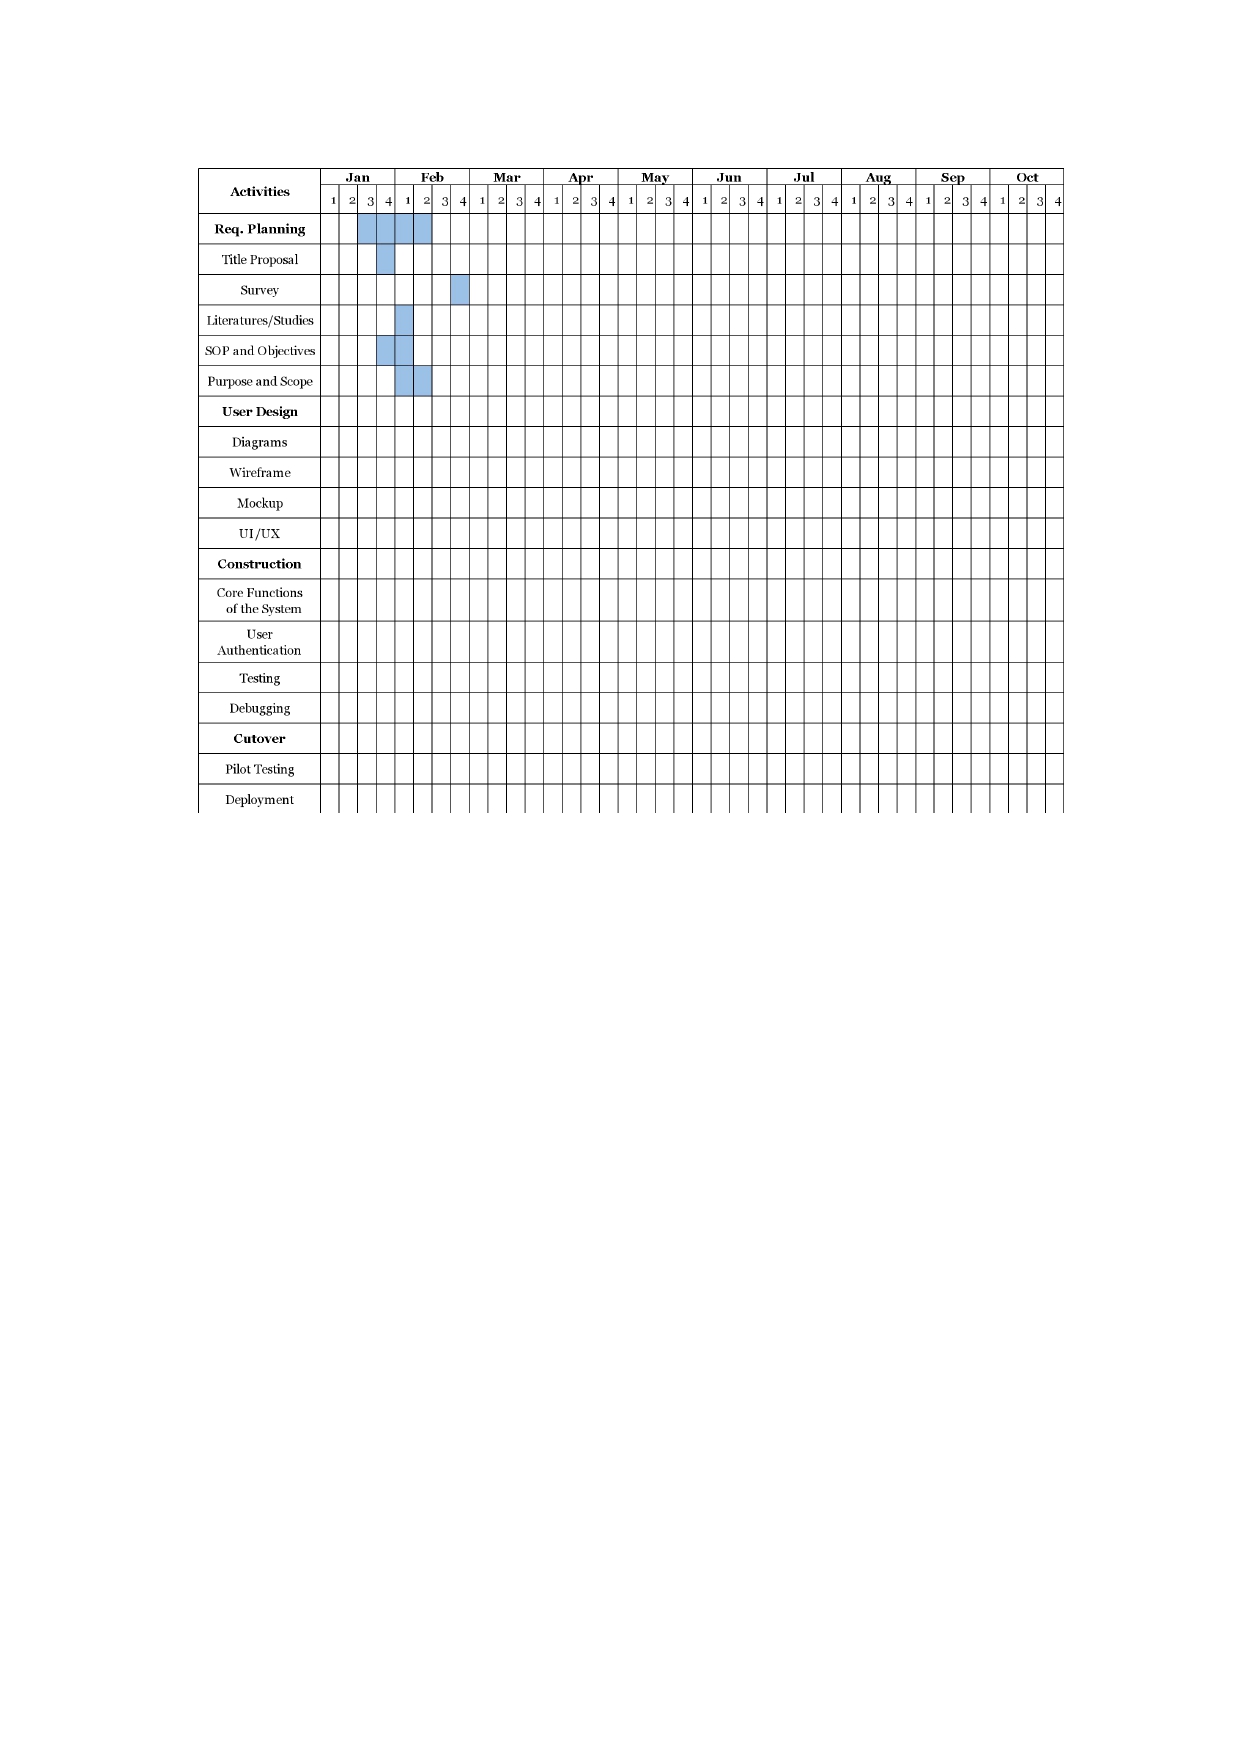 Activities Jan Feb Mar Apr May Jun Jul Aug Sep Oct
1 2 3 4 1 2 3 4 1 2 3 4 1 2 3 4 1 2 3 4 1 2 3 4 1 2 3 4 1 2 3 4 1 2 3 4 1 2 3 4
Req. Planning
Title Proposal
Survey
Literatures/Studies
SOP and Objectives
Purpose and Scope
User Design
Diagrams
Wireframe
Mockup
UI/UX
Construction
Core Functions
of the System
User
Authentication
Testing
Debugging
Cutover
Pilot Testing
Deployment